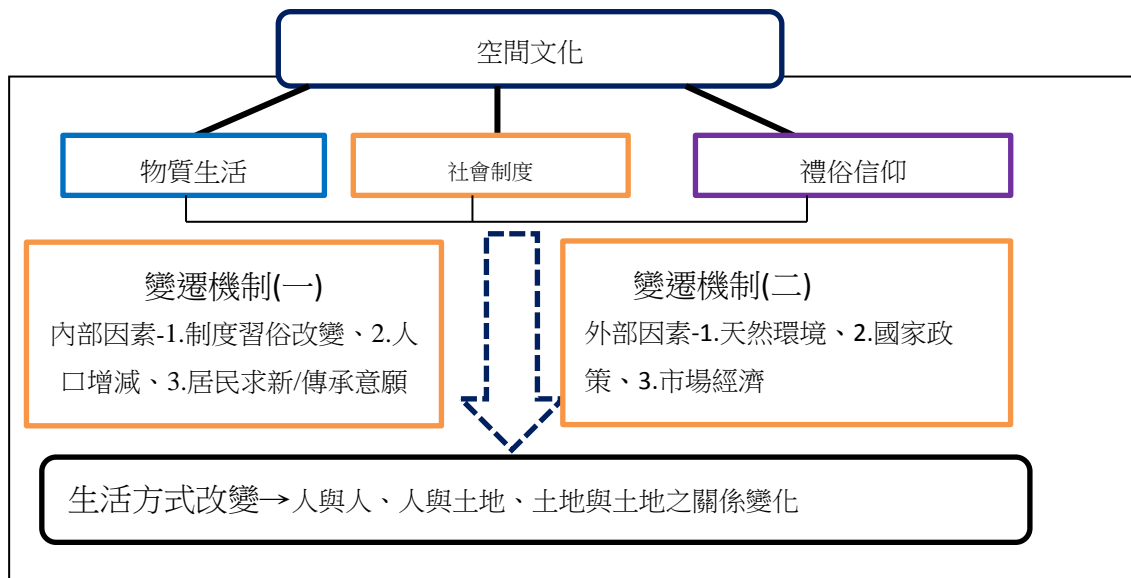 空間文化
物質生活
社會制度
禮俗信仰
變遷機制(一)
內部因素-1.制度習俗改變、2.人
口增減、3.居民求新/傳承意願
變遷機制(二)
外部因素-1.天然環境、2.國家政
策、3.市場經濟
生活方式改變→人與人、人與土地、土地與土地之關係變化